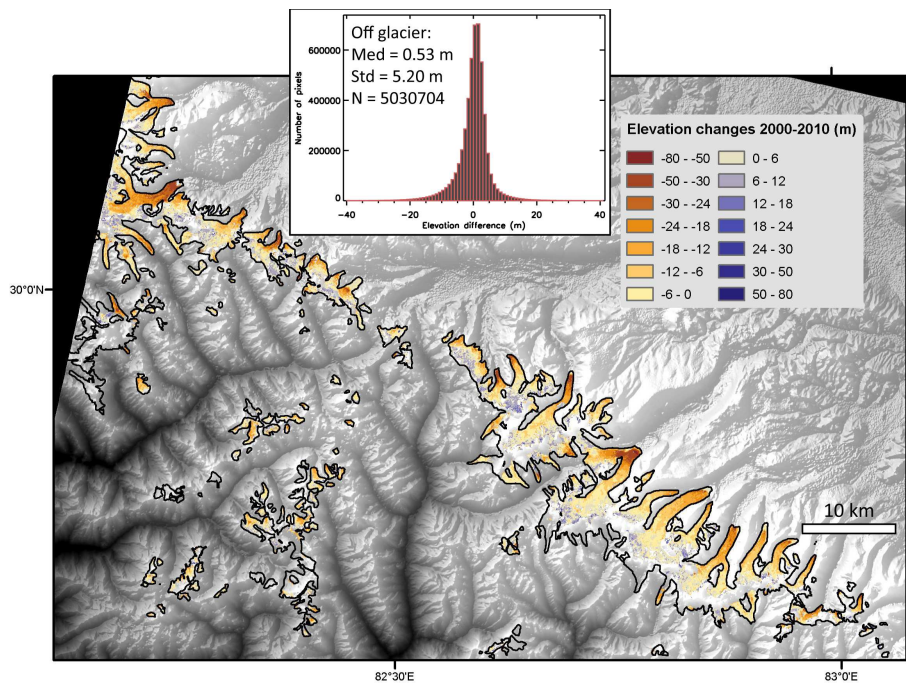 Off glacier:
Med = 0.53 m
Std = 5.20 m
N = 5030704
Number of pixels
600000
400000
200000
0
-40
-20
0
20
40
Elevation difference (m)
Elevation changes 2000-2010 (m)
-80 - -50
-50 - -30
-30 - -24
-24 - -18
-18 - -12
-12 - -6
-6 - 0
0 - 6
6 - 12
12 - 18
18 - 24
24 - 30
30 - 50
50 - 80
30°0'N
10 km
82°30'E
83°0'E